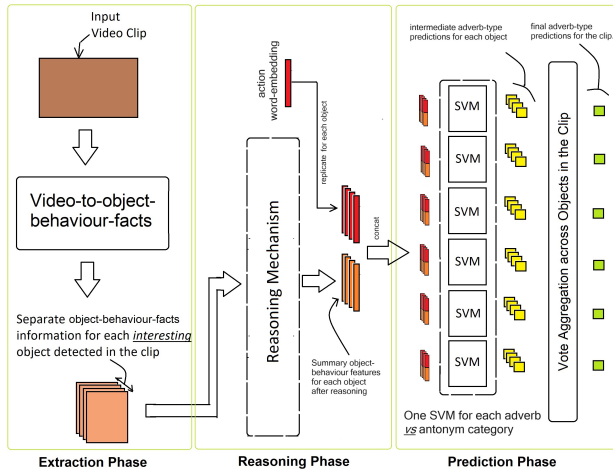 Input
Video Clip
Video-to-object-
behaviour-facts
Separate object-behaviour-facts
information for each interesting
object detected in the clip
Extraction Phase
action
word-embedding
replicate for each object
Reasoning Mechanism
concat
Summary object-
behaviour features
for each object
after reasoning
Reasoning Phase
intermediate adverb-type
predictions for each object
final adverb-type
predictions for the clip.
SVM
SVM
SVM
SVM
SVM
SVM
Vote Aggregation across Objects in the Clip
One SVM for each adverb
vs antonym category
Prediction Phase